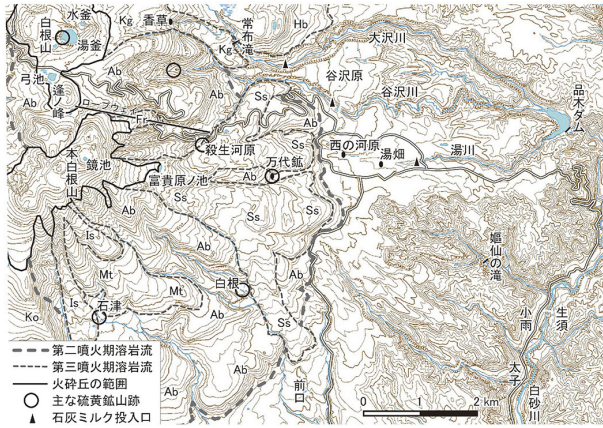 水釜
白根山
湯釜
弓池
逢ノ峰
Kg
香草
常布滝
Kg
Hb
大沢川
谷沢原
谷沢川
品木ダム
Ab
Ab
Ab
ロープウェイ
Fr
Ss
Ab
Ss
殺生河原
西の河原
湯畑
湯川
本白根山
鏡池
富貴原ノ池
万代鉱
Ab
Ab
Ss
Ss
Ab
Is
Mt
Mt
Is
石津
Ab
Ab
白根
Ab
Ss
Ko
Ab
嫗仙の滝
小雨
生須
太子
白砂川
前口
第二噴火期溶岩流
第三噴火期溶岩流
火砕丘の範囲
主な硫黄鉱山跡
石灰ミルク投入口
0 1 2 km